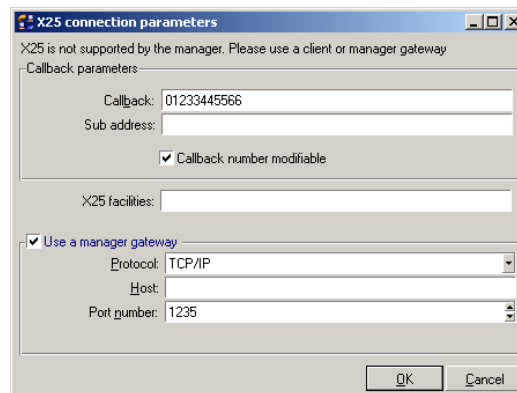 X25 connection parameters
X25 is not supported by the manager. Please use a client or manager gateway
Callback parameters
Callback: 01233445566
Sub address:
Callback number modifiable
X25 facilities:
Use a manager gateway
Protocol: TCP/IP
Host:
Port number: 1235
OK Cancel